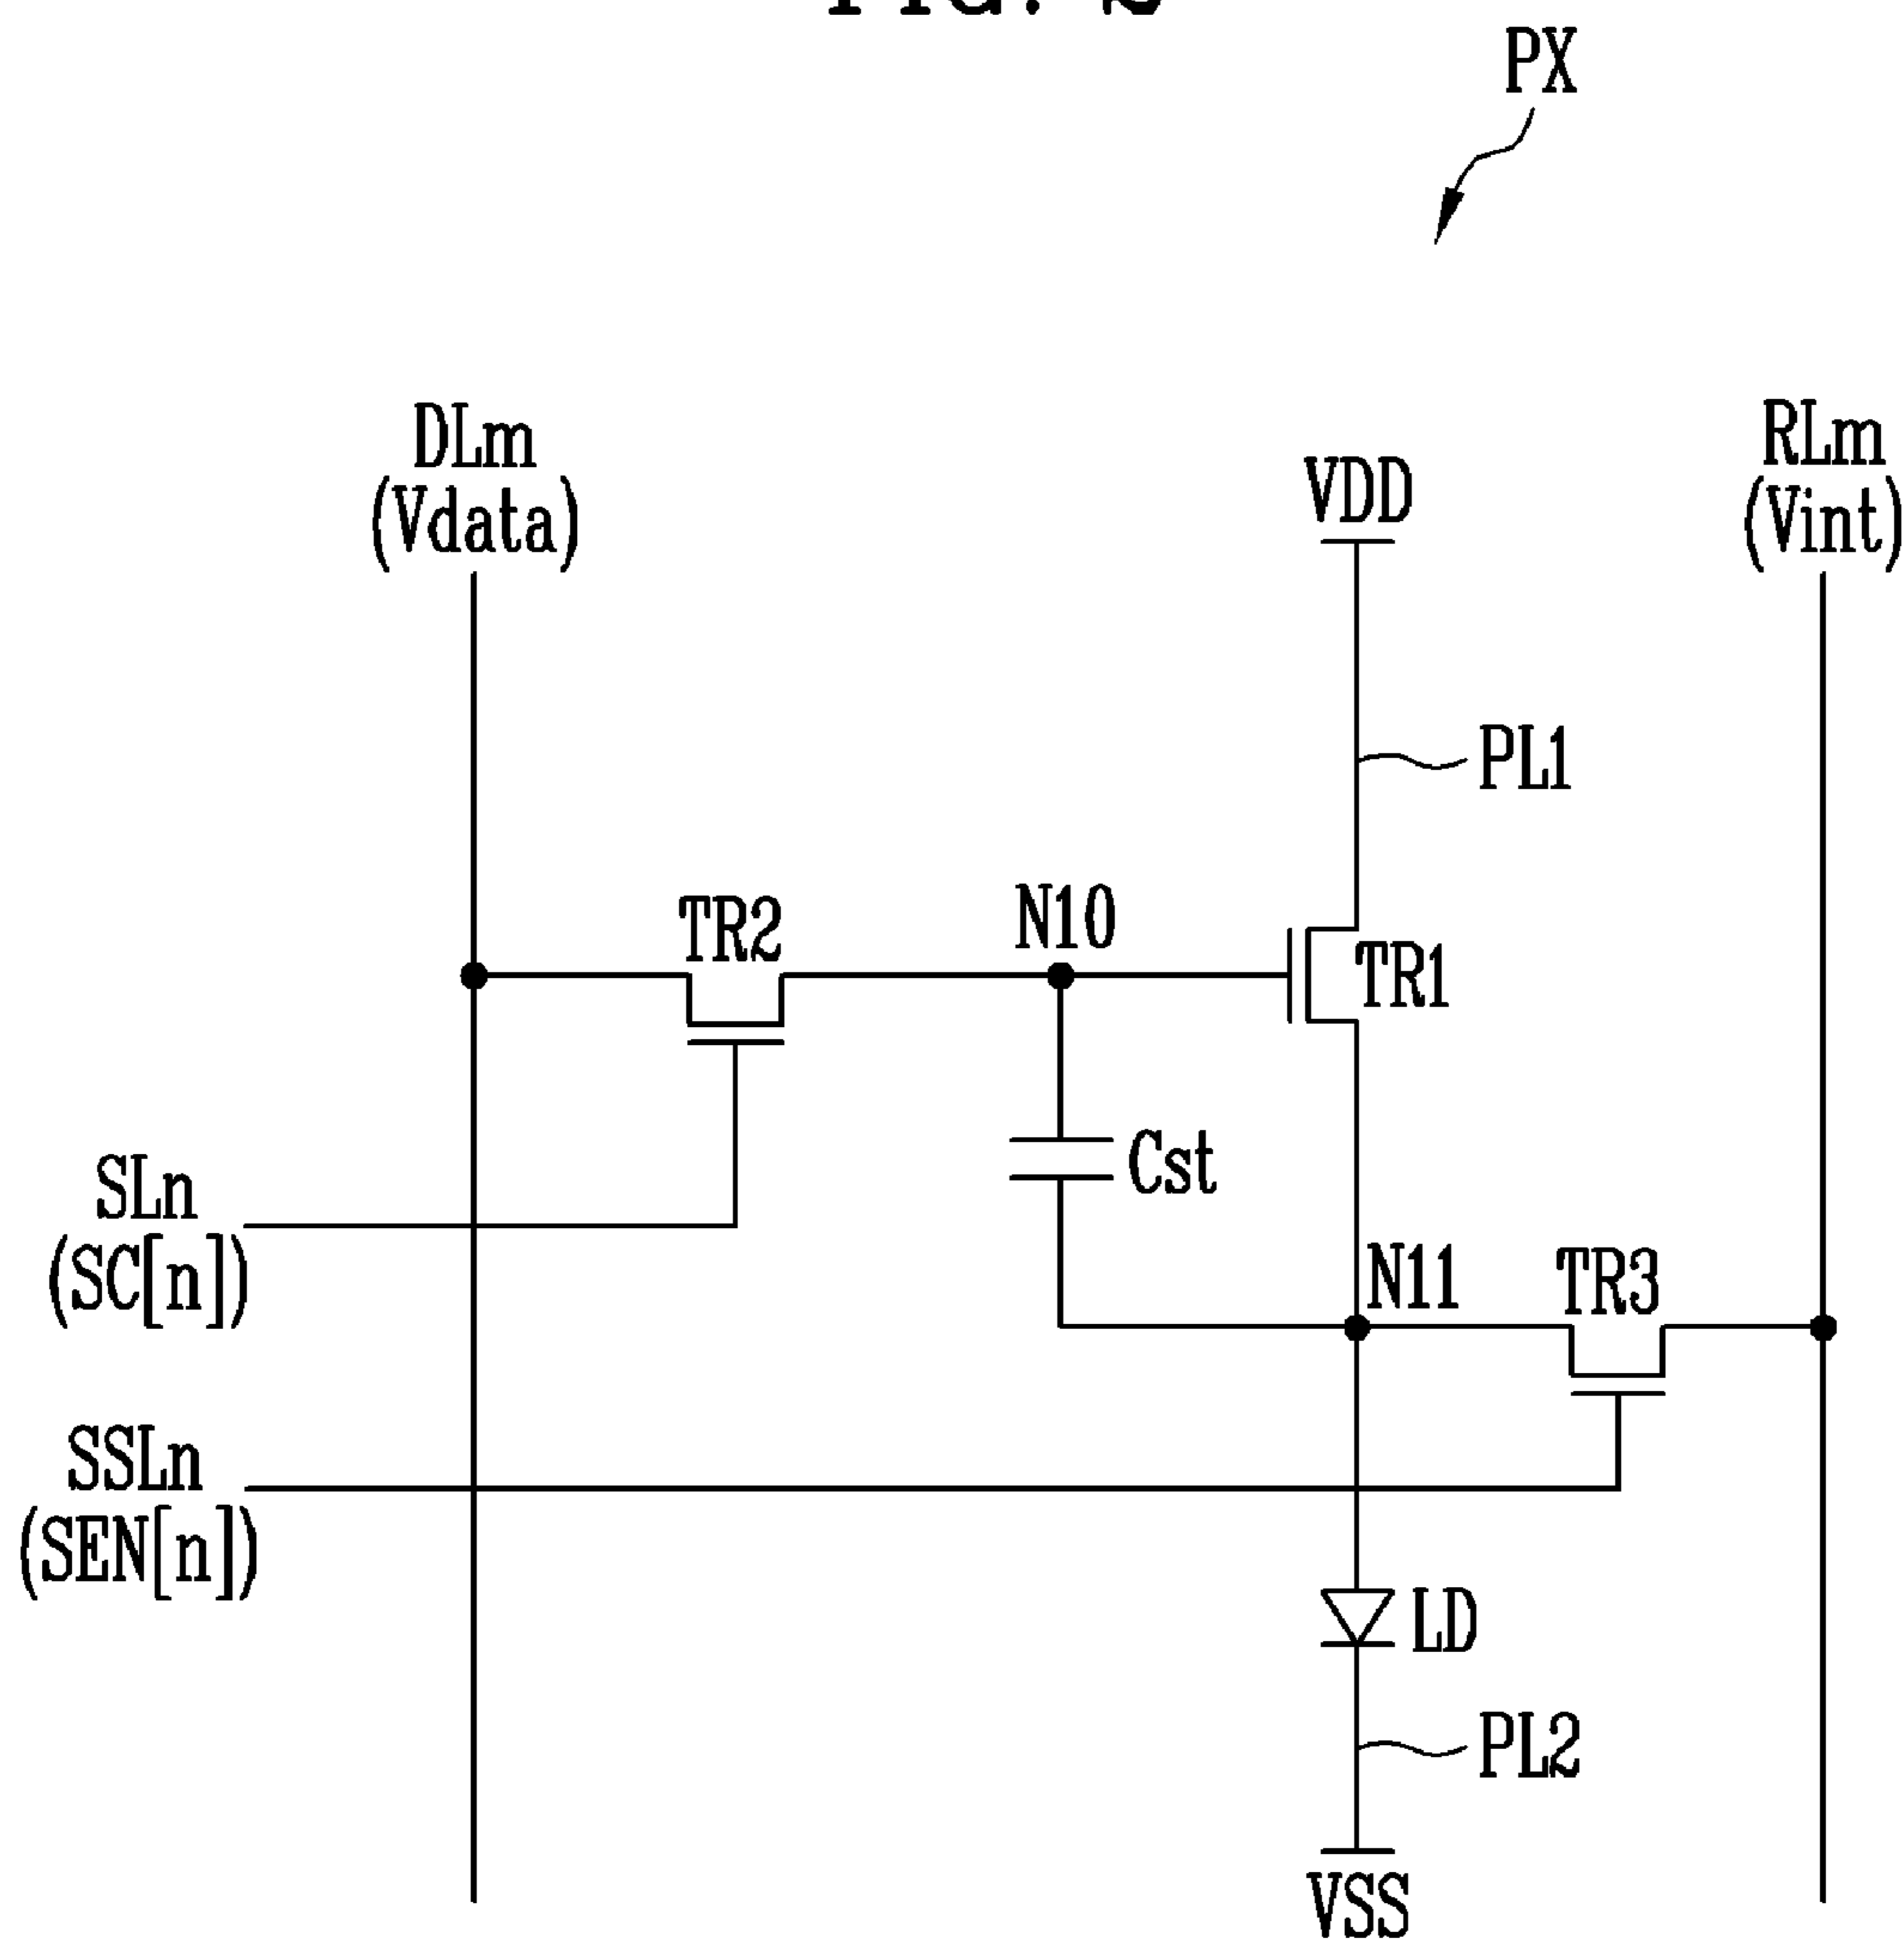 PX
DLm
(Vdata)
VDD
RLm
(Vint)
PL1
TR2
N10
TR1
Cst
SLn
(SC[n])
N11
TR3
SSLn
(SEN[n])
LD
PL2
VSS